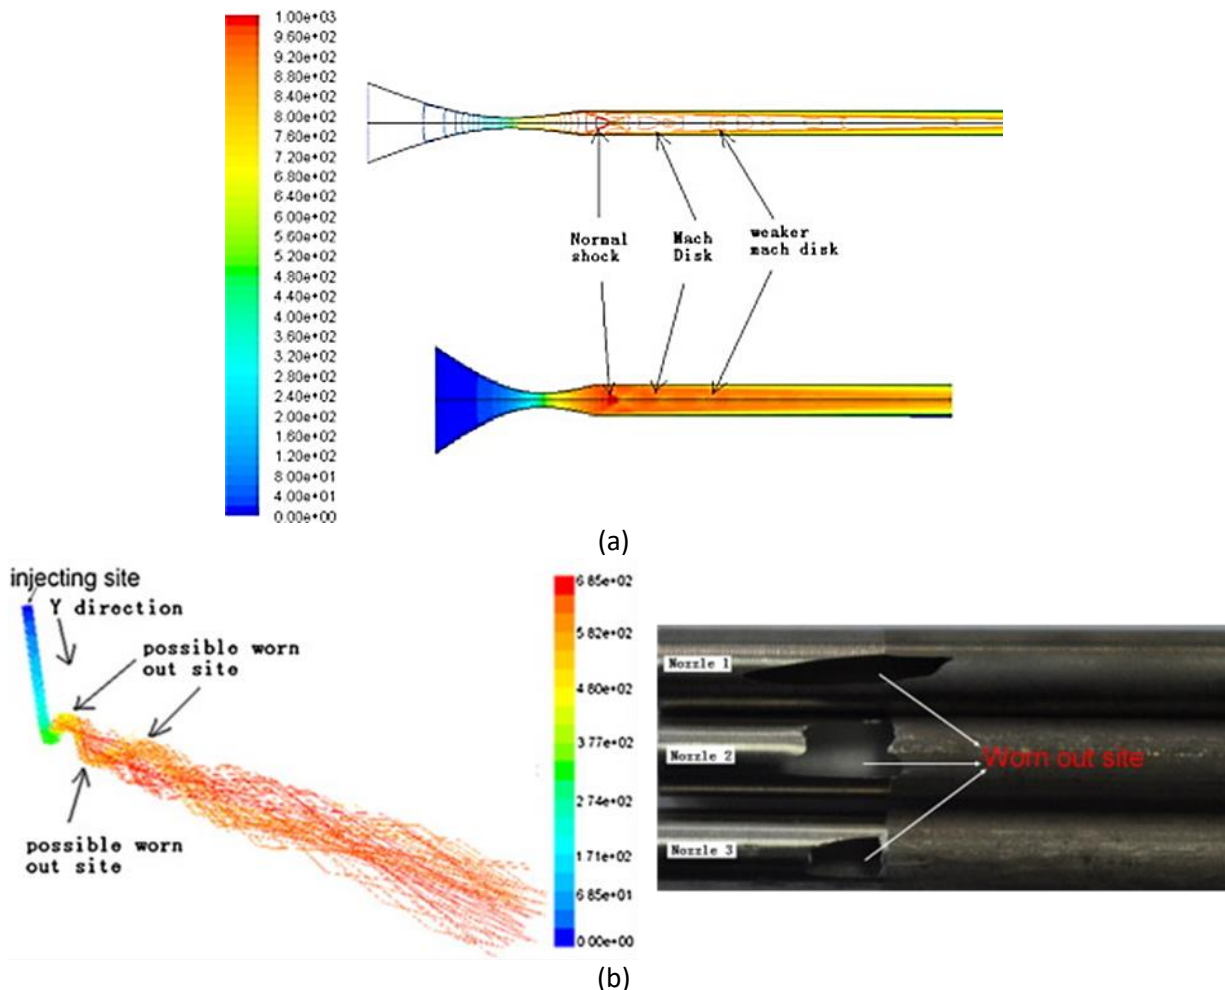 1.00e+03
9.60e+02
9.20e+02
8.80e+02
8.40e+02
8.00e+02
7.60e+02
7.20e+02
6.80e+02
6.40e+02
6.00e+02
5.60e+02
5.20e+02
4.80e+02
4.40e+02
4.00e+02
3.60e+02
3.20e+02
2.80e+02
2.40e+02
2.00e+02
1.60e+02
1.20e+02
8.00e+01
4.00e+01
0.00e+00
Normal
shock
Mach
Disk
weaker
mach disk
(a)
injecting site
Y direction
possible worn
out site
possible worn
out site
6.85e+02
5.82e+02
4.80e+02
3.77e+02
2.74e+02
1.71e+02
6.85e+01
0.00e+00
Nozzle 1
Nozzle 2
Nozzle 3
Worn out site
(b)